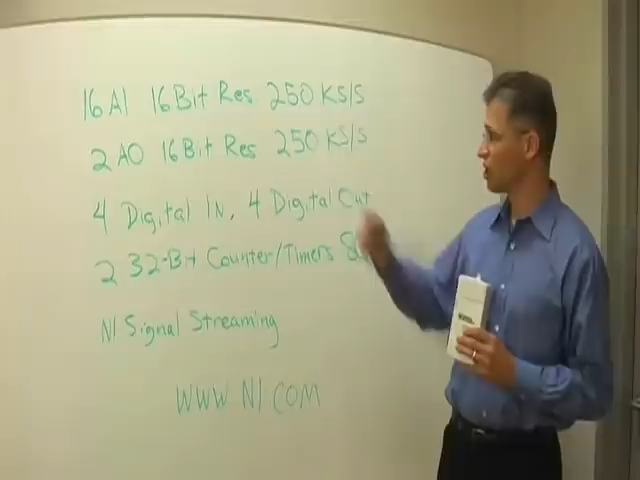 16 AI 16 Bit Res 250 KS/s
2 AO 16 Bit Res 250 KS/s
4 Digital IN, 4 Digital Out
2 32-Bit Counter/Timers 8
NI Signal Streaming
WWW NI COM